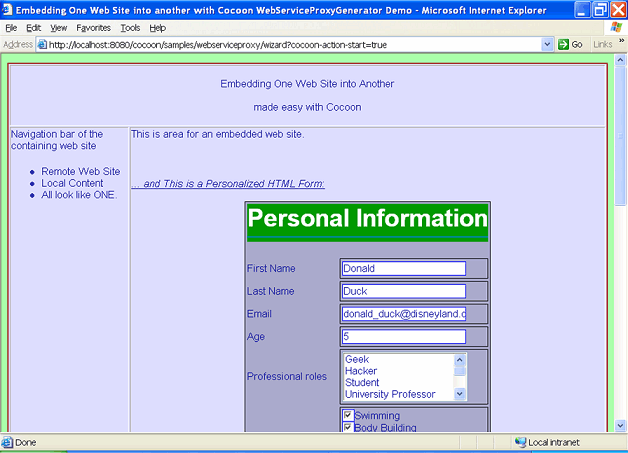 Embedding One Web Site into another with Cocoon WebServiceProxyGenerator Demo - Microsoft Internet Explorer
File Edit View Favorites Tools Help
Address http://localhost:8080/cocoon/samples/webserviceproxy/wizard?cocoon-action-start=true Go Links »
Embedding One Web Site into Another
made easy with Cocoon
Navigation bar of the
containing web site
Remote Web Site
Local Content
All look like ONE.
This is area for an embedded web site.
... and This is a Personalized HTML Form:
Personal Information
First Name Donald
Last Name Duck
Email donald_duck@disneyland.c
Age 5
Professional roles
Geek
Hacker
Student
University Professor
Swimming
Body Building
Done Local intranet